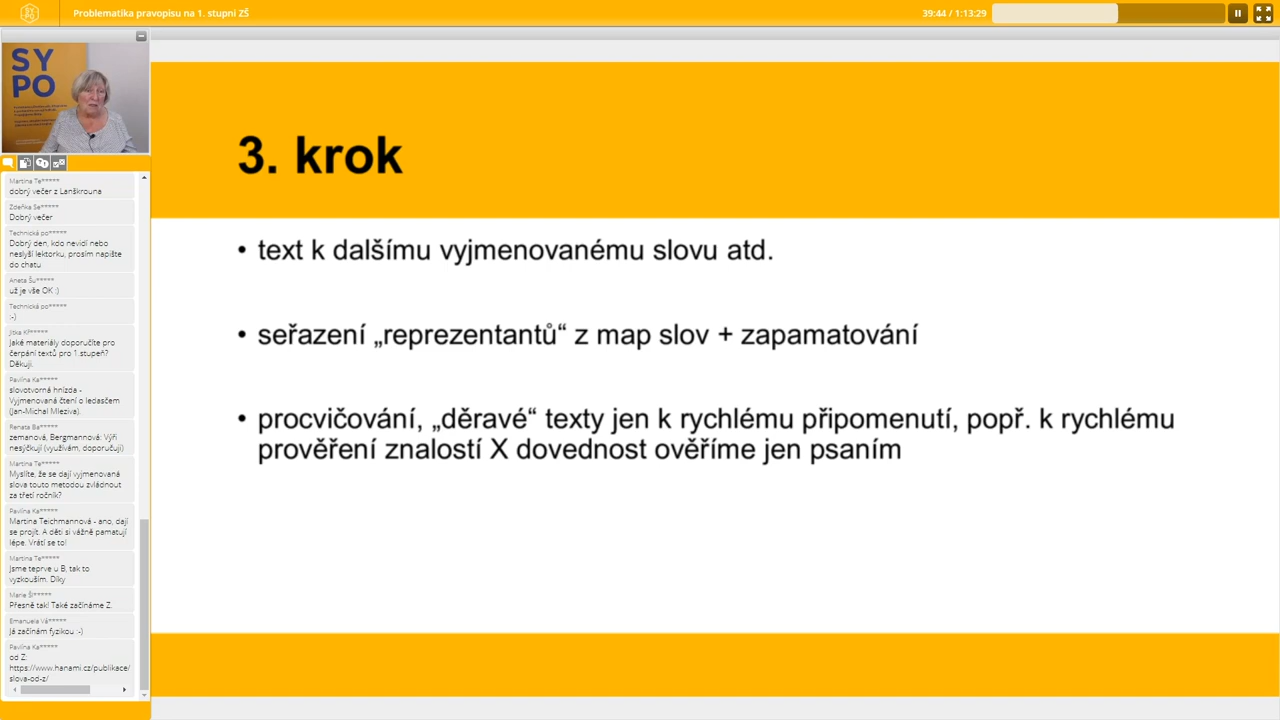 Problematika pravopisu na 1. stupni ZŠ
39:44 / 1:13:29
SY
PO
3. krok
• text k dalšímu vyjmenovanému slovu atd.
• seřazení „reprezentantů“ z map slov + zapamatování
• procvičování, „děravé“ texty jen k rychlému připomenutí, popř. k rychlému
prověření znalostí X dovednost ověříme jen psaním
Martina Te*****
dobrý večer z Lanškrouna
Zdeňka Se*****
Dobrý večer
Technická po*****
Dobrý den, kdo nevidí nebo
neslyší lektorku, prosím napište
do chatu
Aneta Šu*****
už je vše OK :)
Technická po*****
:-)
Jitka Kř*****
Jaké materiály doporučíte pro
čerpání textů pro 1.stupeň?
Děkuji.
Pavlína Ka*****
slovotvorná hnízda -
Vyjmenovaná čtení o ledasčem
(Jan-Michal Mleziva).
Renata Ba*****
zemanová, Bergmannová: Výři
nesýčkují (využívám, doporučuji)
Martina Te*****
Myslíte, že se dají vyjmenovaná
slova touto metodou zvládnout
za třetí ročník?
Pavlína Ka*****
Martina Teichmannová - ano, dají
se projít. A děti si vážně pamatují
lépe. Vrátí se to!
Martina Te*****
Jsme teprve u B, tak to
vyzkouším. Díky
Marie Ši*****
Přesně tak! Také začínáme Z.
Emanuela Vá*****
Já začínám fyzikou :-)
Pavlína Ka*****
od Z:
https://www.hanami.cz/publikace/
slova-od-z/